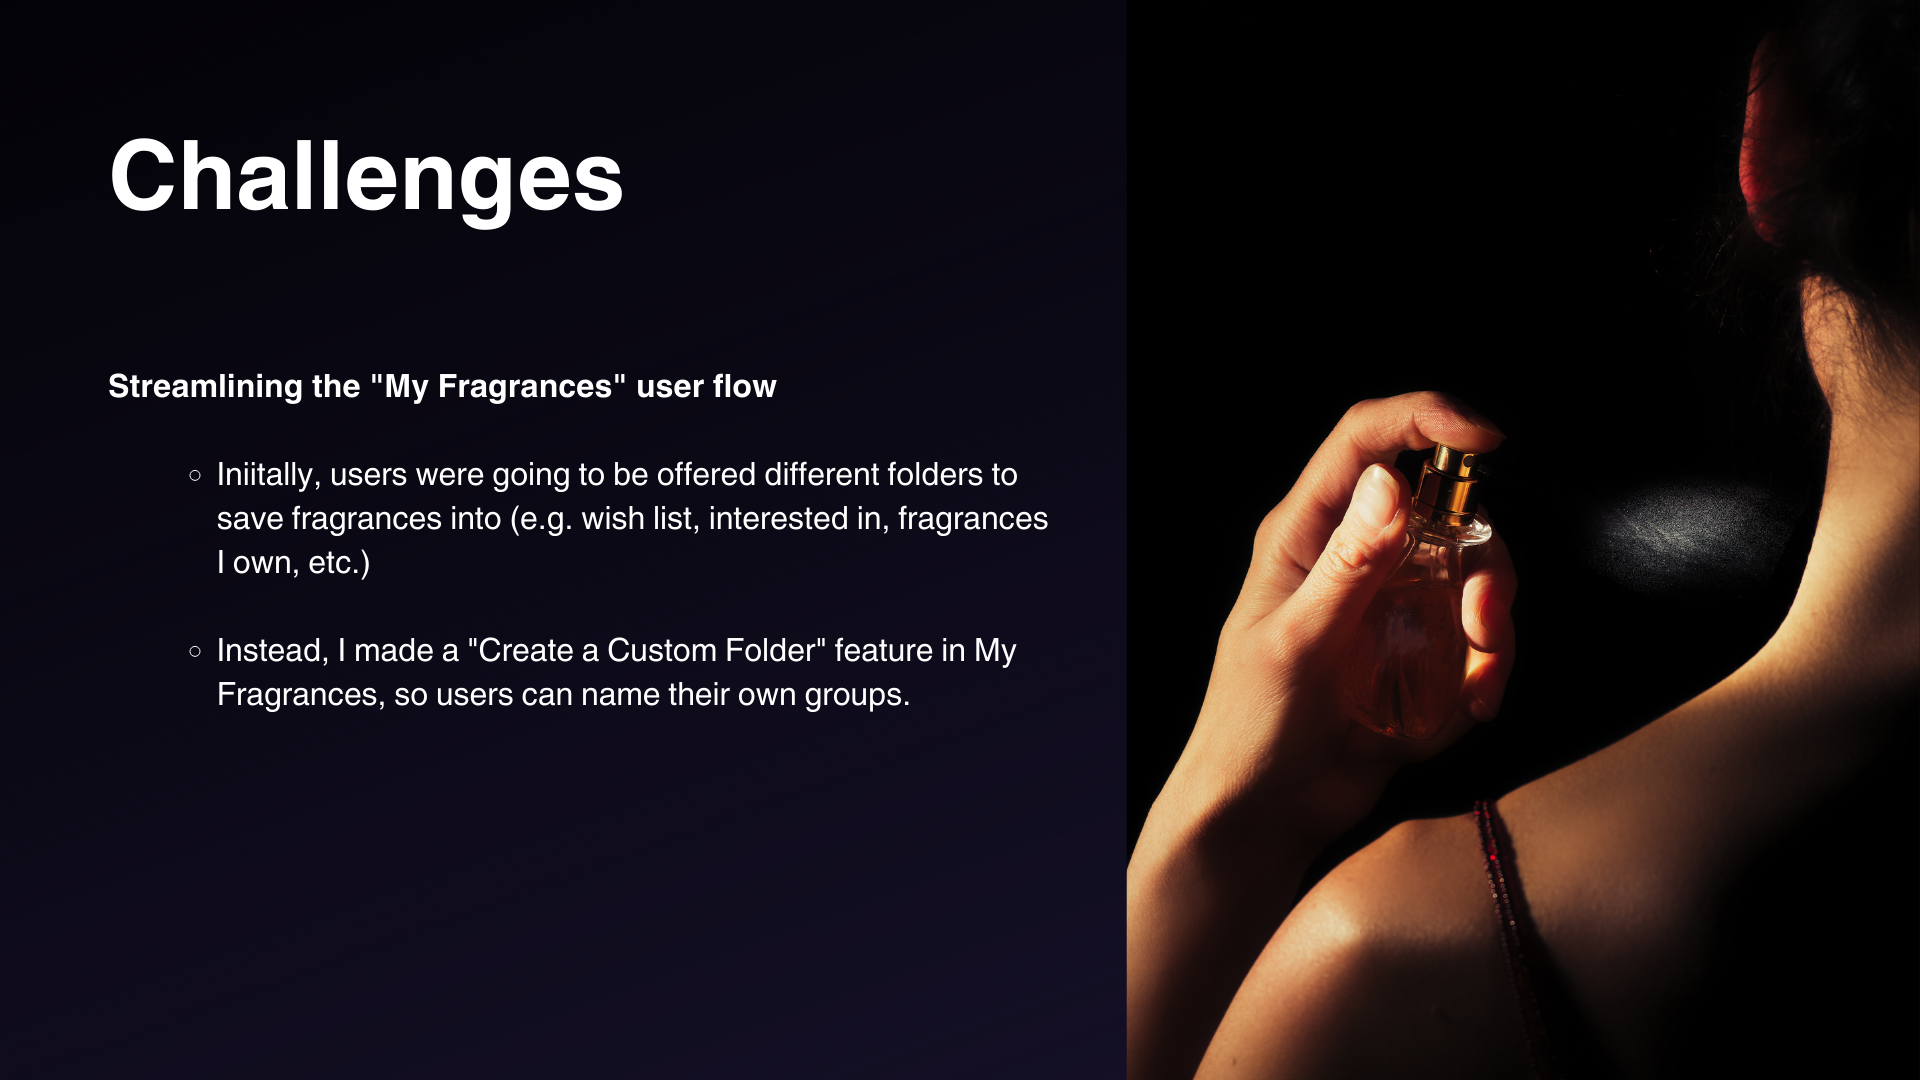 Challenges
Streamlining the "My Fragrances" user flow
Iniitally, users were going to be offered different folders to
save fragrances into (e.g. wish list, interested in, fragrances
I own, etc.)
Instead, I made a "Create a Custom Folder" feature in My
Fragrances, so users can name their own groups.